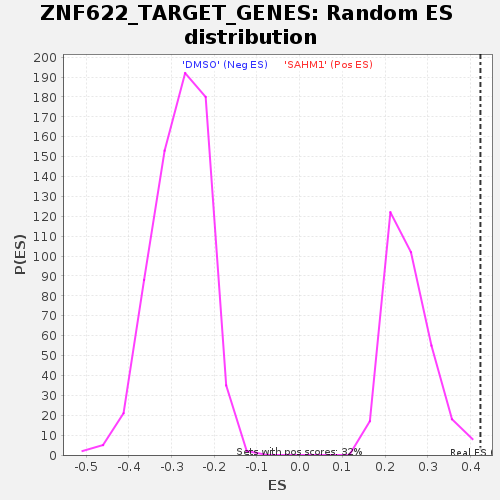 ZNF622_TARGET_GENES: Random ES
distribution
'DMSO' (Neg ES) 'SAHM1' (Pos ES)
200
190
180
170
160
150
140
130
120
110
100
90
80
70
60
50
40
30
20
10
0
P(ES)
Sets with pos scores: 32%
Real ES
-0.5 -0.4 -0.3 -0.2 -0.1 0.0 0.1 0.2 0.3 0.4
ES